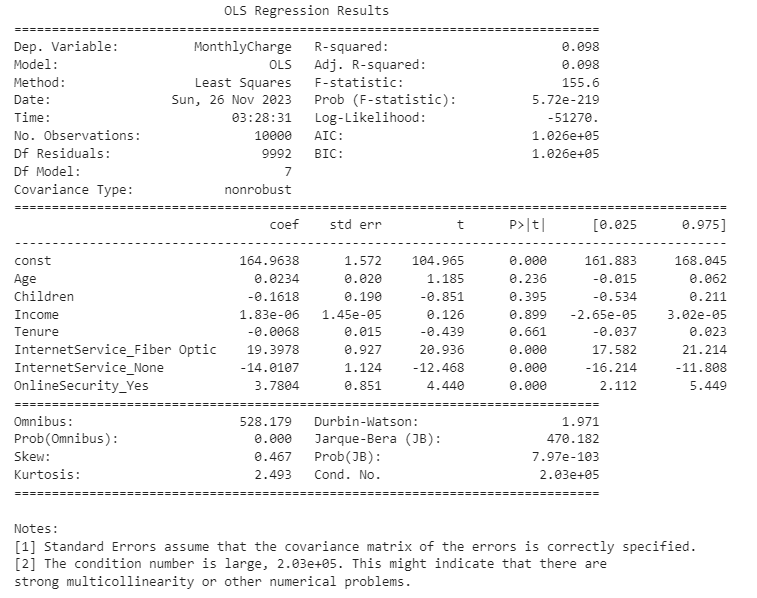 OLS Regression Results
==============================================================================
Dep. Variable: MonthlyCharge R-squared: 0.098
Model: OLS Adj. R-squared: 0.098
Method: Least Squares F-statistic: 155.6
Date: Sun, 26 Nov 2023 Prob (F-statistic): 5.72e-219
Time: 03:28:31 Log-Likelihood: -51270.
No. Observations: 10000 AIC: 1.026e+05
Df Residuals: 9992 BIC: 1.026e+05
Df Model: 7
Covariance Type: nonrobust
===============================================================================================
coef std err t P>|t| [0.025 0.975]
-----------------------------------------------------------------------------------------------
const 164.9638 1.572 104.965 0.000 161.883 168.045
Age 0.0234 0.020 1.185 0.236 -0.015 0.062
Children -0.1618 0.190 -0.851 0.395 -0.534 0.211
Income 1.83e-06 1.45e-05 0.126 0.899 -2.65e-05 3.02e-05
Tenure -0.0068 0.015 -0.439 0.661 -0.037 0.023
InternetService_Fiber Optic 19.3978 0.927 20.936 0.000 17.582 21.214
InternetService_None -14.0107 1.124 -12.468 0.000 -16.214 -11.808
OnlineSecurity_Yes 3.7804 0.851 4.440 0.000 2.112 5.449
==============================================================================
Omnibus: 528.179 Durbin-Watson: 1.971
Prob(Omnibus): 0.000 Jarque-Bera (JB): 470.182
Skew: 0.467 Prob(JB): 7.97e-103
Kurtosis: 2.493 Cond. No. 2.03e+05
==============================================================================
Notes:
[1] Standard Errors assume that the covariance matrix of the errors is correctly specified.
[2] The condition number is large, 2.03e+05. This might indicate that there are
strong multicollinearity or other numerical problems.